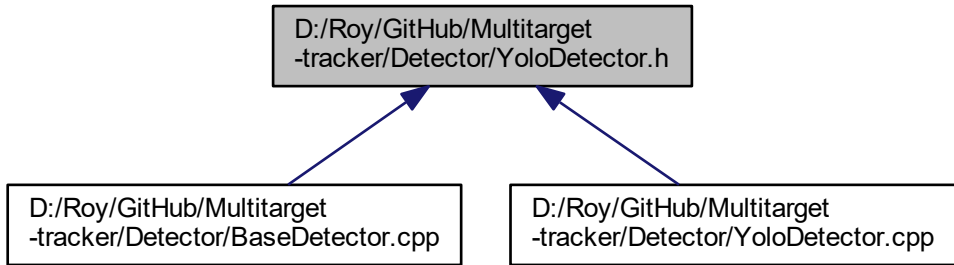 D:/Roy/GitHub/Multitarget
-tracker/Detector/YoloDetector.h
D:/Roy/GitHub/Multitarget
-tracker/Detector/BaseDetector.cpp
D:/Roy/GitHub/Multitarget
-tracker/Detector/YoloDetector.cpp